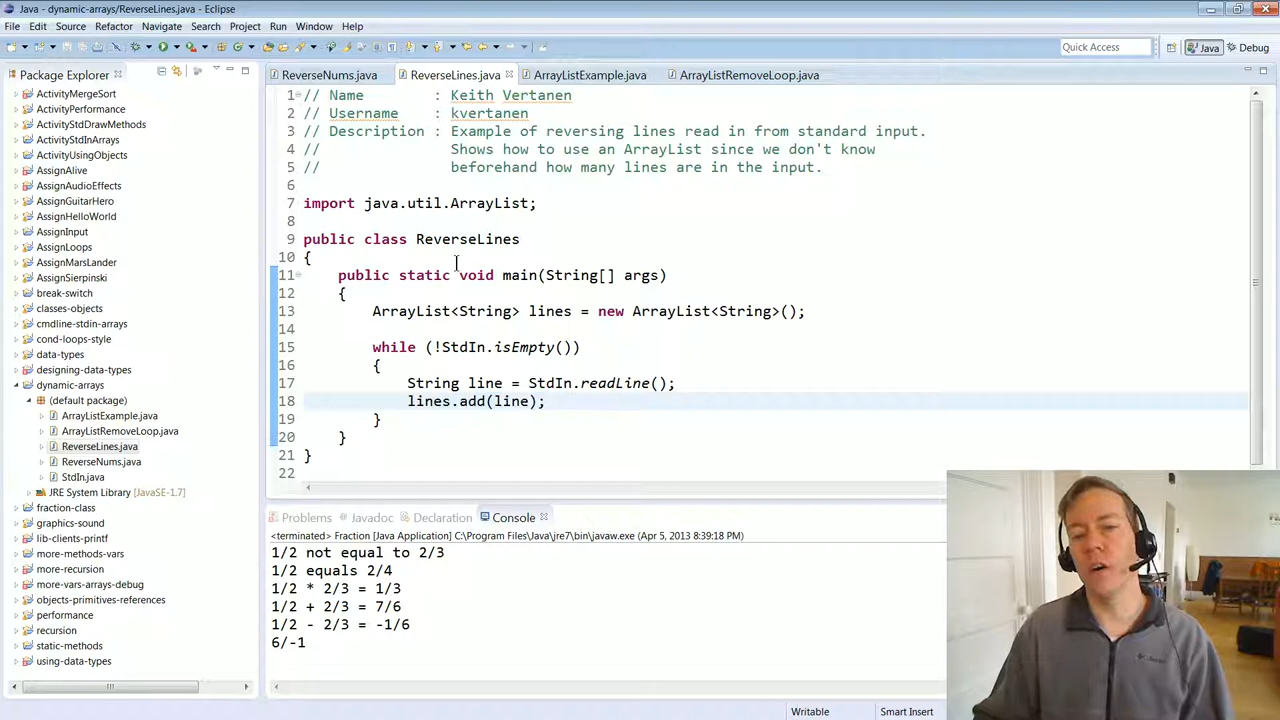 Java - dynamic-arrays/ReverseLines.java - Eclipse
File Edit Source Refactor Navigate Search Project Run Window Help
Quick Access Java Debug
Package Explorer
ActivityMergeSort
ActivityPerformance
ActivityStdDrawMethods
ActivityStdInArrays
ActivityUsingObjects
AssignAlive
AssignAudioEffects
AssignGuitarHero
AssignHelloWorld
AssignInput
AssignLoops
AssignMarsLander
AssignSierpinski
break-switch
classes-objects
cmdline-stdin-arrays
cond-loops-style
data-types
designing-data-types
dynamic-arrays
(default package)
ArrayListExample.java
ArrayListRemoveLoop.java
ReverseLines.java
ReverseNums.java
StdIn.java
JRE System Library [JavaSE-1.7]
fraction-class
graphics-sound
lib-clients-printf
more-methods-vars
more-recursion
more-vars-arrays-debug
objects-primitives-references
performance
recursion
static-methods
using-data-types
ReverseNums.java ReverseLines.java ArrayListExample.java ArrayListRemoveLoop.java
1 // Name : Keith Vertanen
2 // Username : kvertanen
3 // Description : Example of reversing lines read in from standard input.
4 // Shows how to use an ArrayList since we don't know
5 // beforehand how many lines are in the input.
6
7 import java.util.ArrayList;
8
9 public class ReverseLines
10 {
11 public static void main(String[] args)
12 {
13 ArrayList<String> lines = new ArrayList<String>();
14
15 while (!StdIn.isEmpty())
16 {
17 String line = StdIn.readLine();
18 lines.add(line);
19 }
20 }
21 }
22
Problems Javadoc Declaration Console
<terminated> Fraction [Java Application] C:\Program Files\Java\jre7\bin\javaw.exe (Apr 5, 2013 8:39:18 PM)
1/2 not equal to 2/3
1/2 equals 2/4
1/2 * 2/3 = 1/3
1/2 + 2/3 = 7/6
1/2 - 2/3 = -1/6
6/-1
Writable Smart Insert